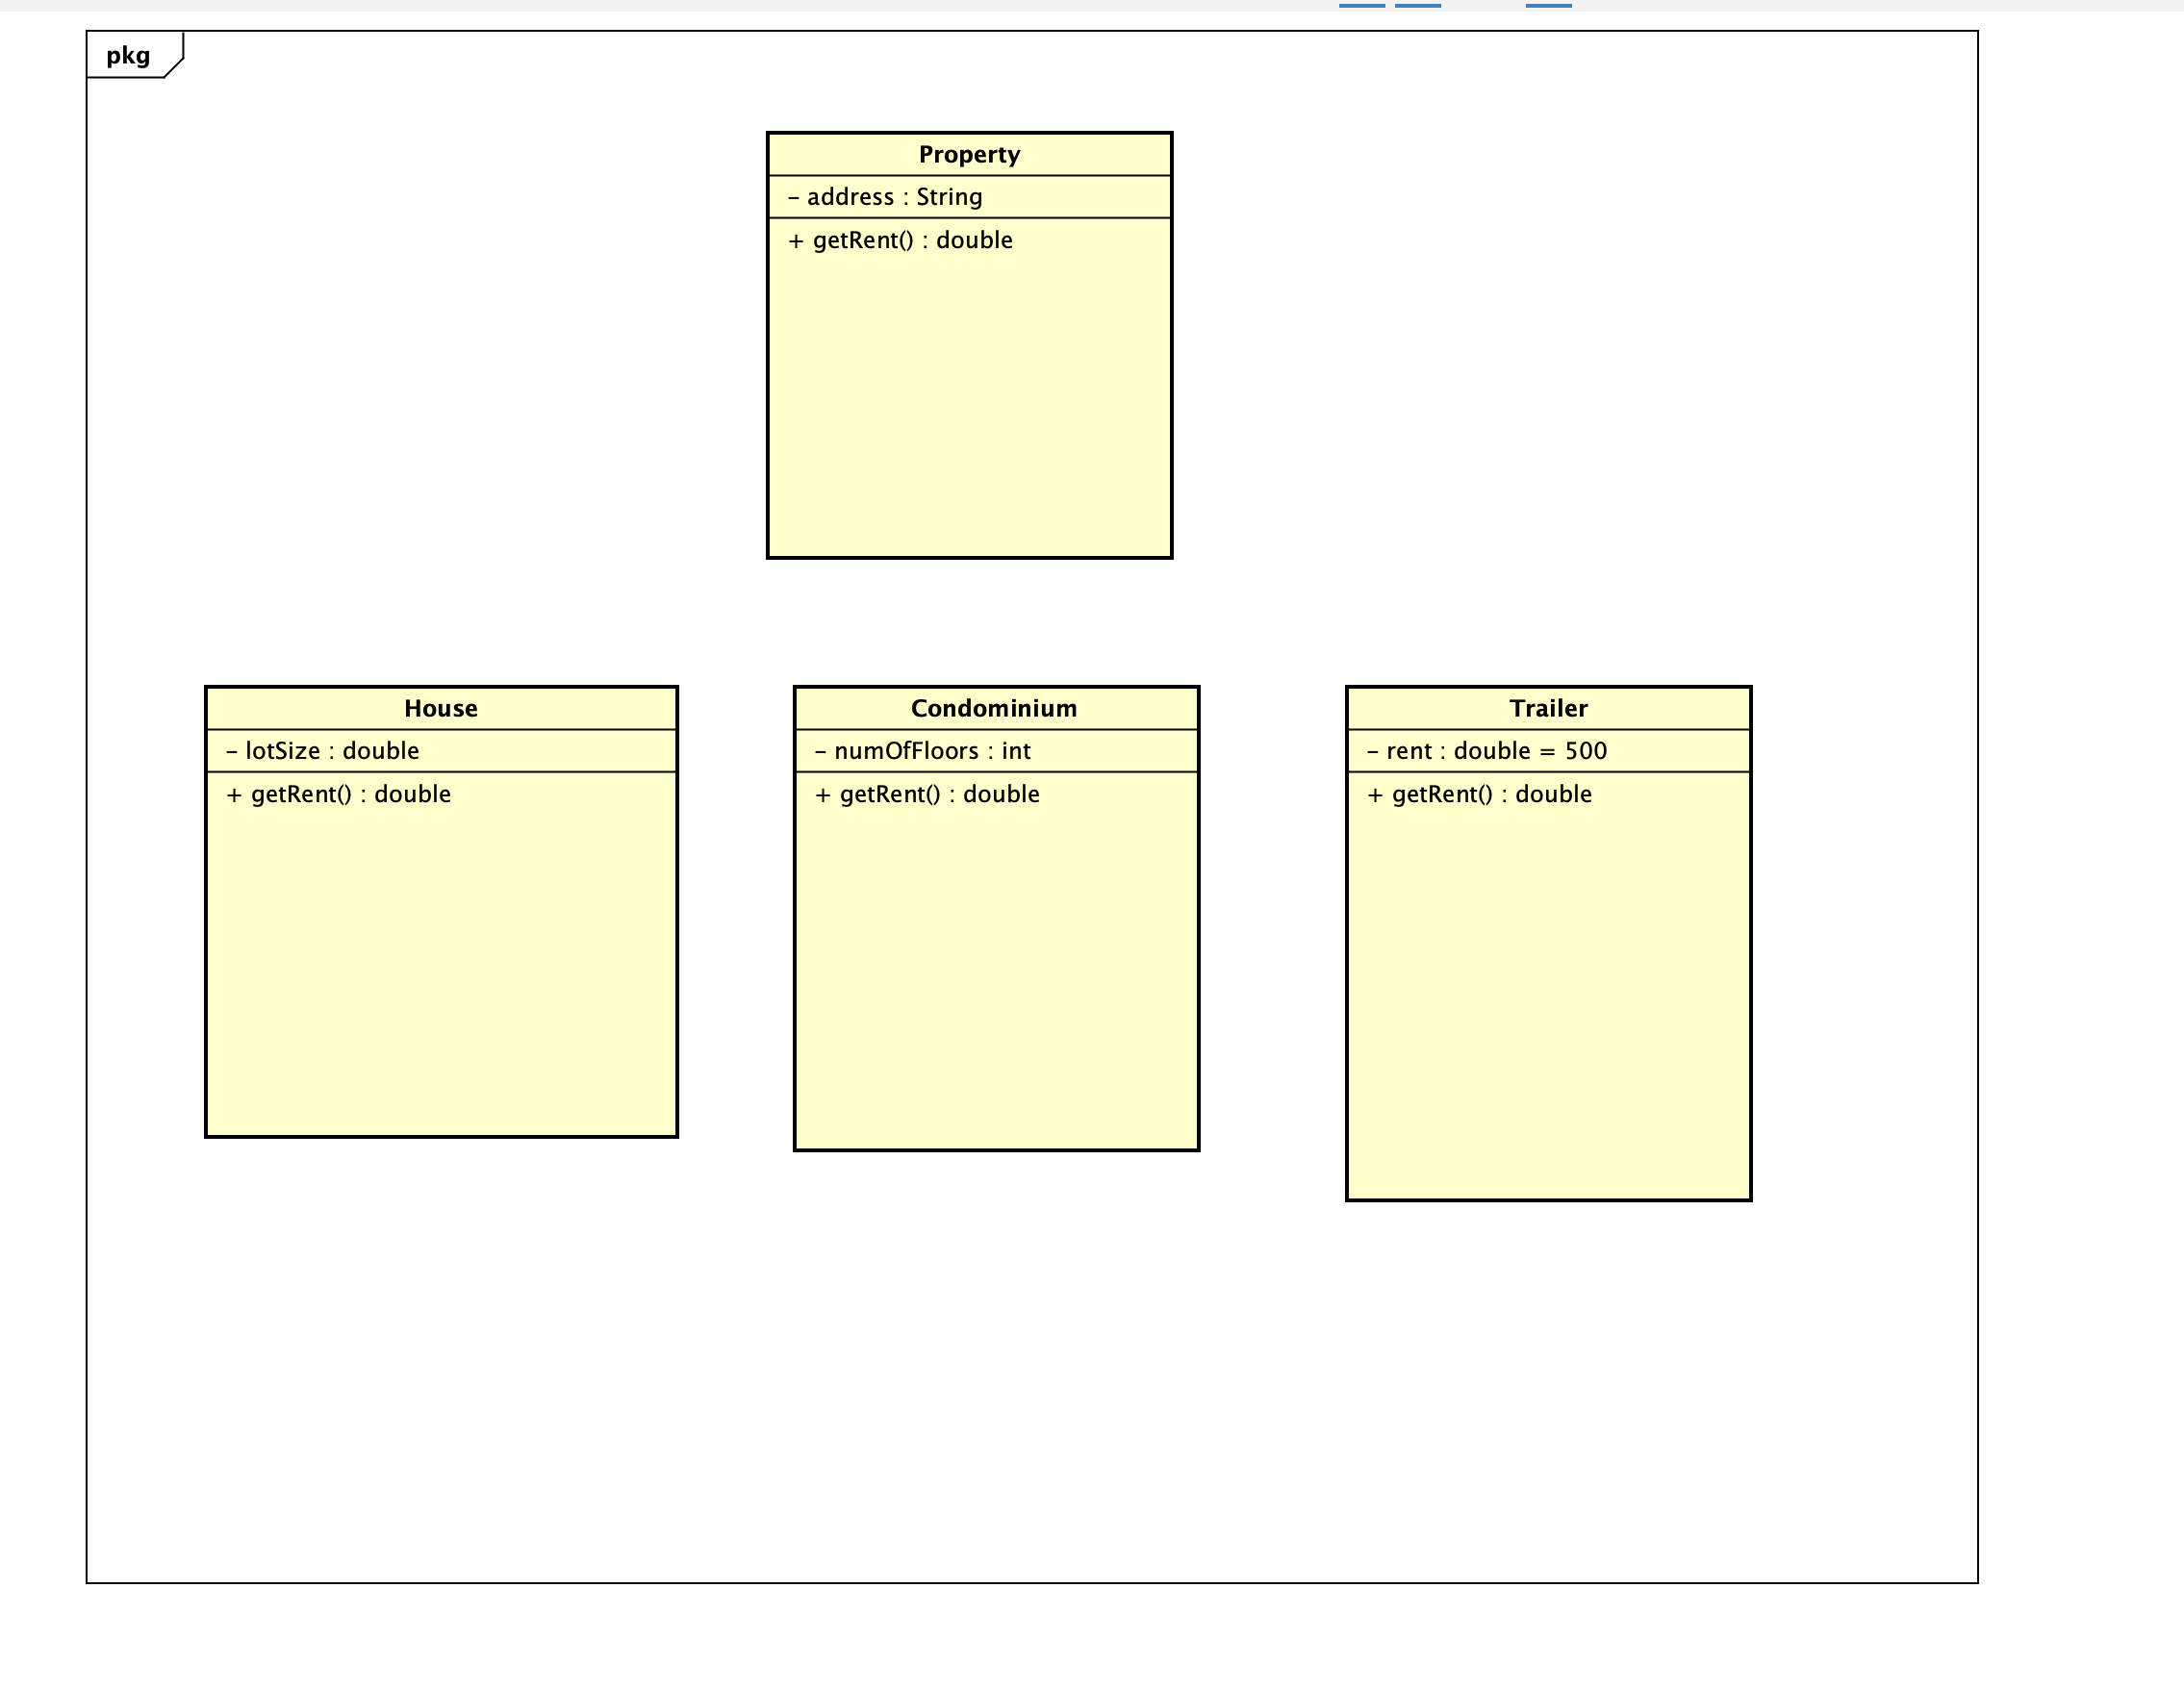 pkg
Property
– address : String
+ getRent() : double
House
– lotSize : double
+ getRent() : double
Condominium
– numOfFloors : int
+ getRent() : double
Trailer
– rent : double = 500
+ getRent() : double